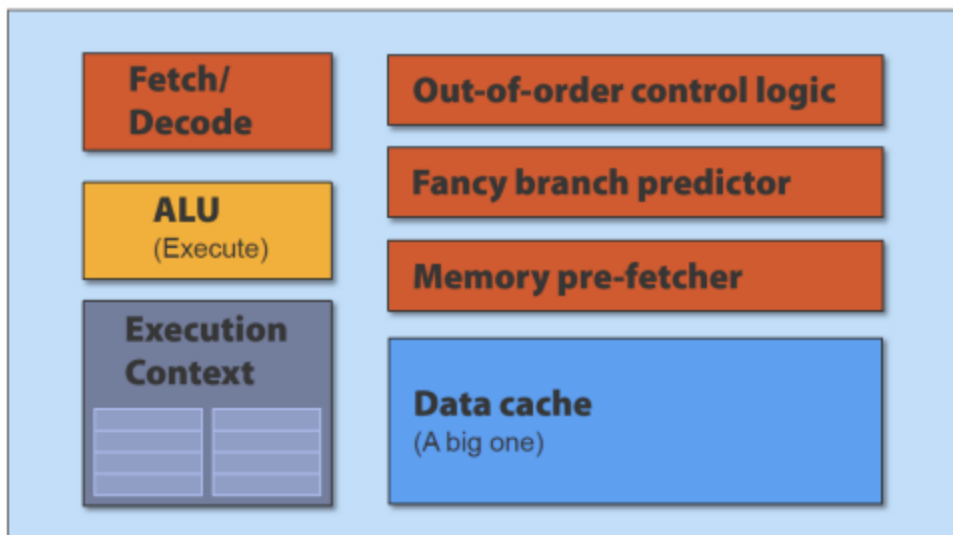 Fetch/
Decode
ALU
(Execute)
Execution
Context
Out-of-order control logic
Fancy branch predictor
Memory pre-fetcher
Data cache
(A big one)